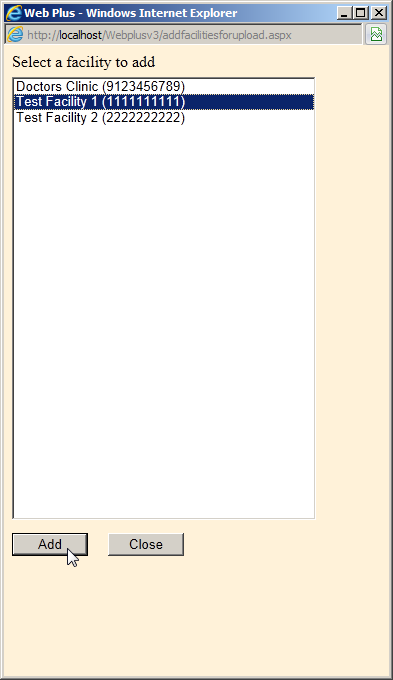 Web Plus - Windows Internet Explorer
http://localhost/Webplusv3/addfacilitiesforupload.aspx
Select a facility to add
Doctors Clinic (9123456789)
Test Facility 1 (1111111111)
Test Facility 2 (2222222222)
Add Close